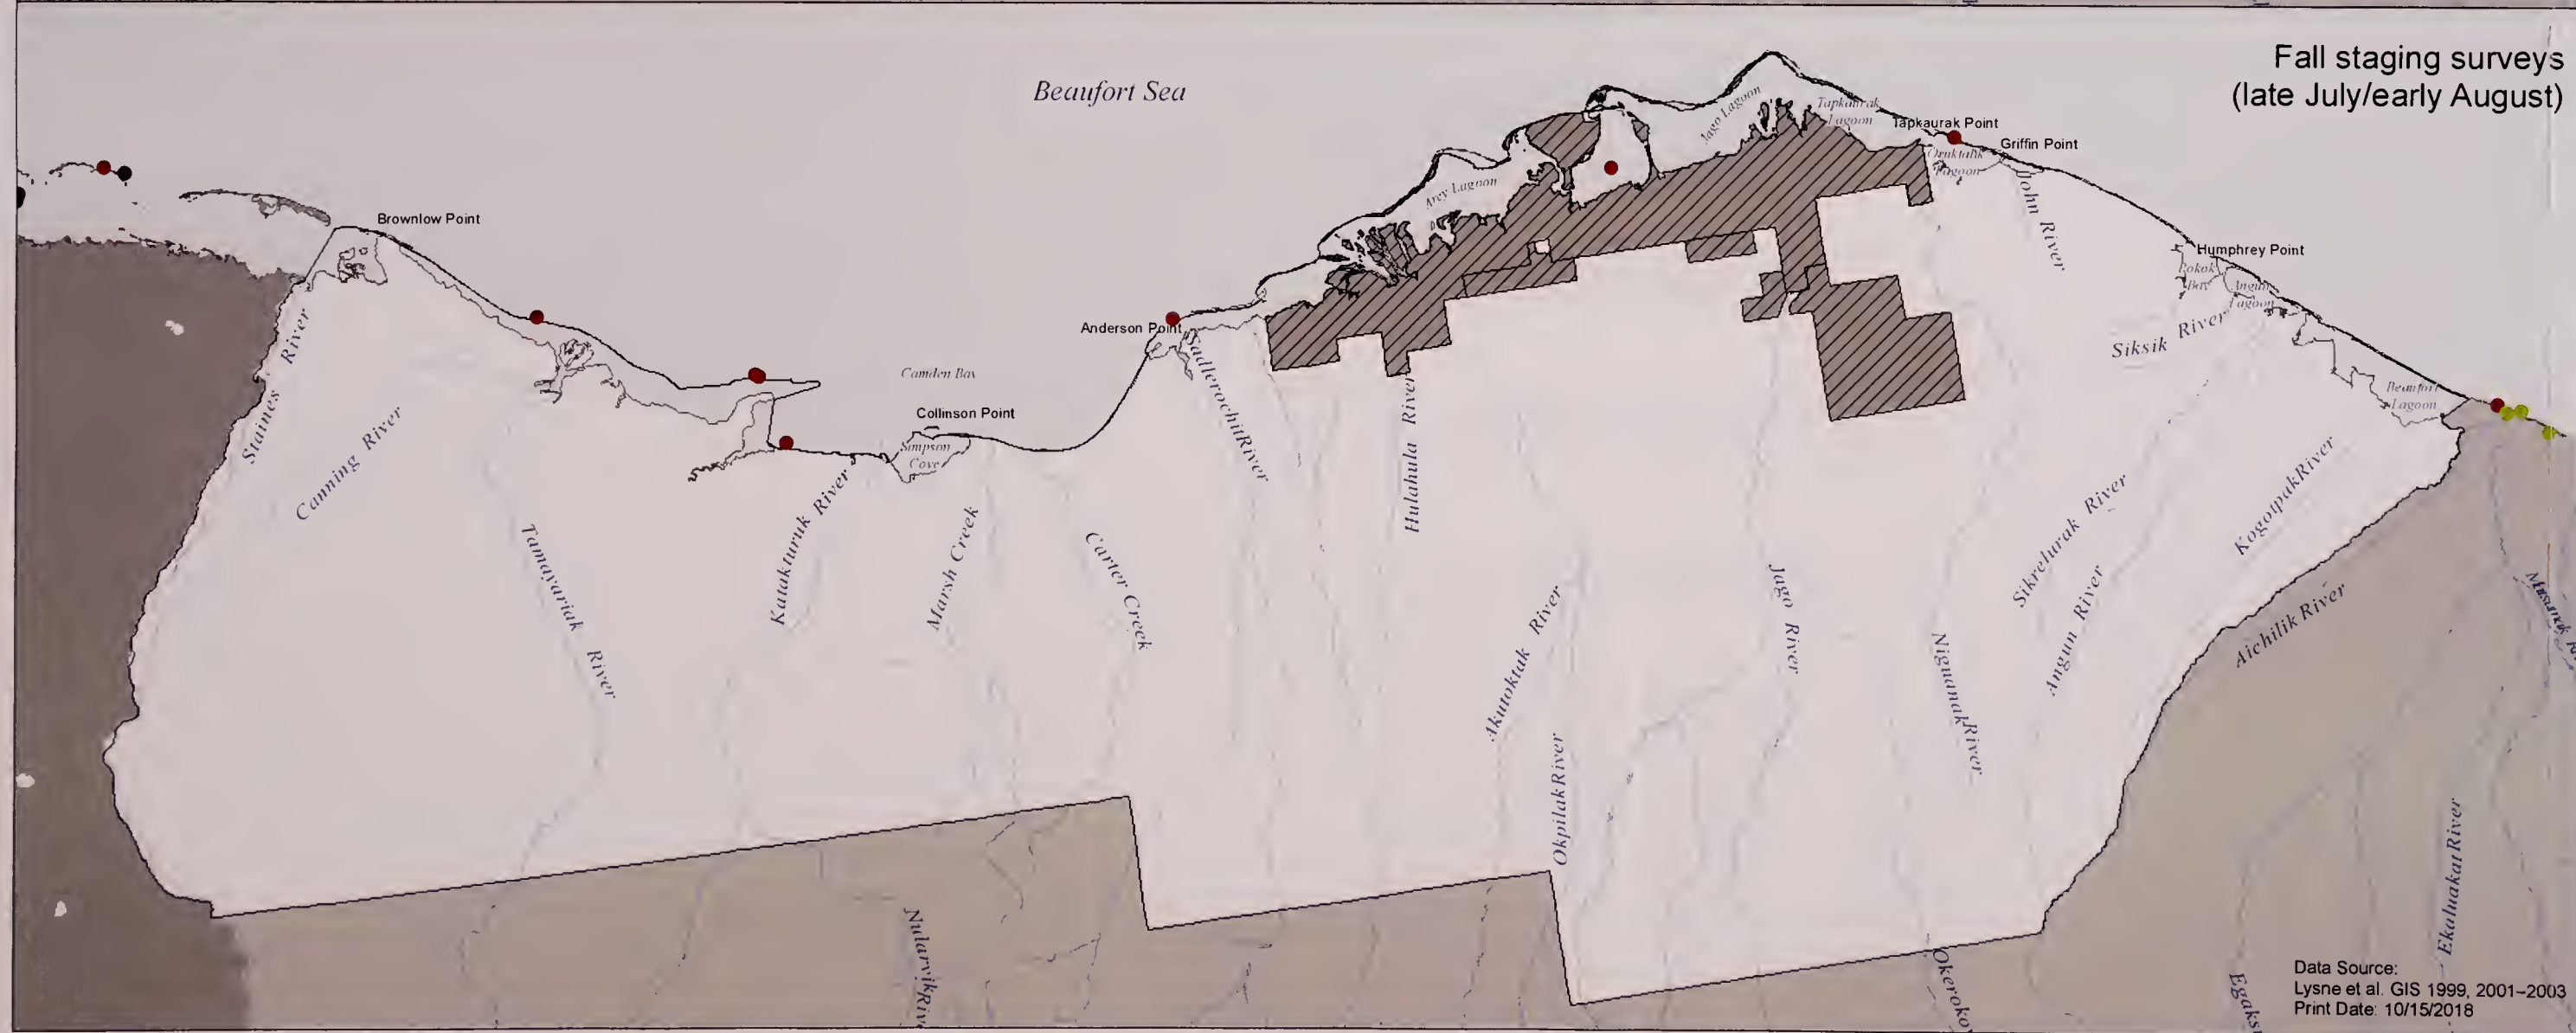 Fall staging surveys
(late July/early August)
Beaufort Sea
Jago Lagoon
Tapkaurak
Lagoon
Tapkaurak Point
Griffin Point
Oruktalik
Lagoon
Arey Lagoon
John River
Brownlow Point
Humphrey Point
Pokok
Bay
Angun
Lagoon
Siksik River
Staines River
Canning River
Anderson Point
Sadlerochit River
Camden Bay
Collinson Point
Simpson
Cove
Hulahula River
Beaufort
Lagoon
Tamayariak River
Katakturuk River
Marsh Creek
Carter Creek
Akutoktak River
Okpilak River
Jago River
Niguanak River
Sikrelurak River
Angun River
Kogotpak River
Aichilik River
Ekaluakat River
Data Source:
Lysne et al. GIS 1999, 2001–2003
Print Date: 10/15/2018